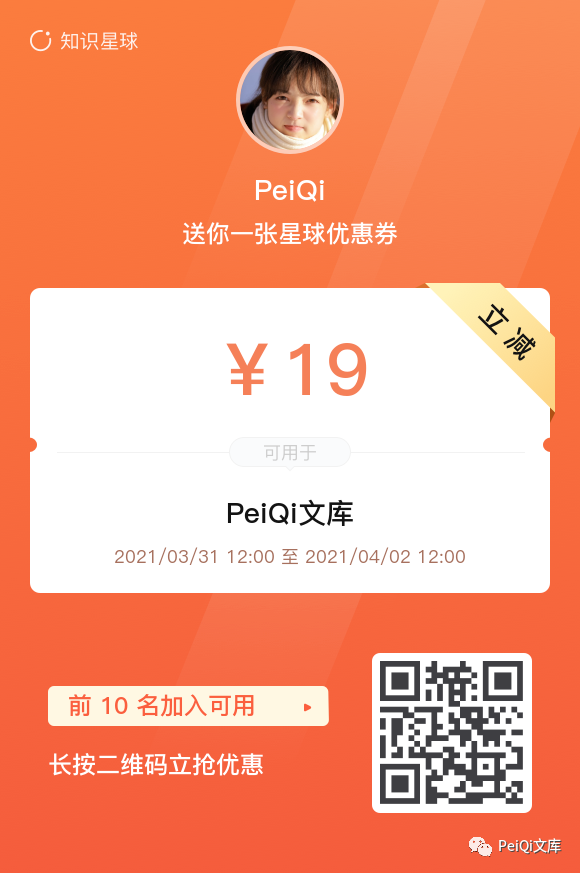 知识星球
PeiQi
送你一张星球优惠券
立减
￥19
可用于
PeiQi文库
2021/03/31 12:00 至 2021/04/02 12:00
前 10 名加入可用
长按二维码立抢优惠
PeiQi文库